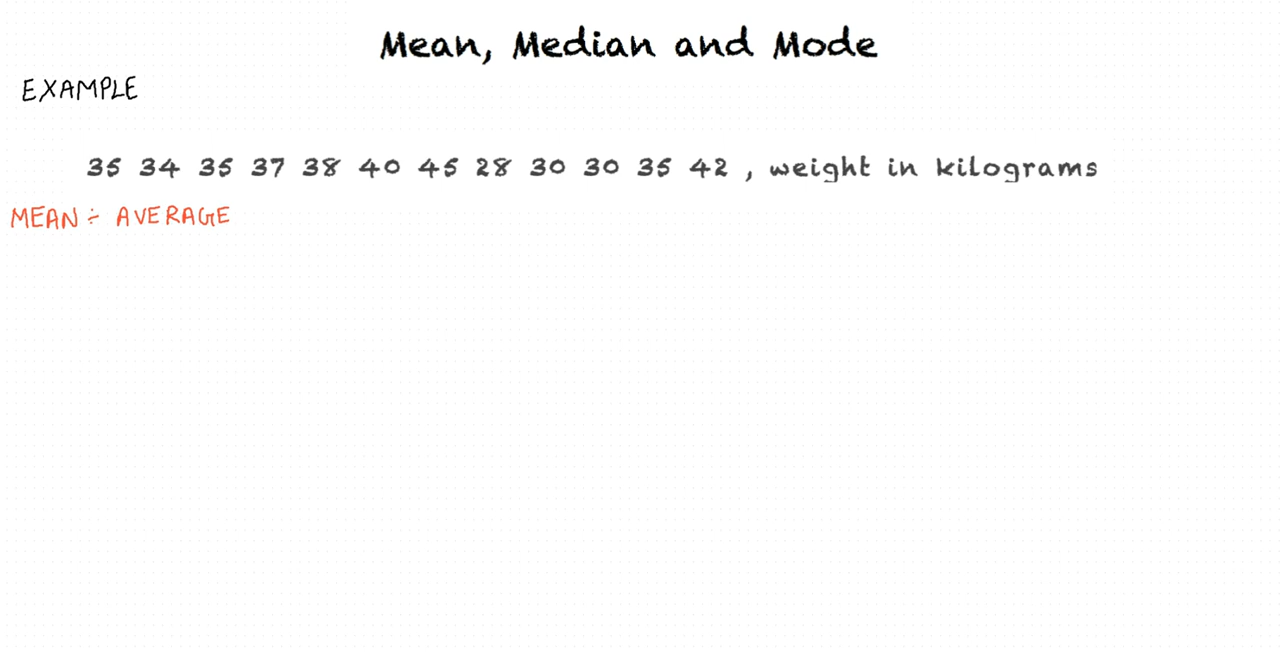 Mean, Median and Mode
EXAMPLE
35 34 35 37 38 40 45 28 30 30 35 42 , weight in kilograms
MEAN ÷ AVERAGE